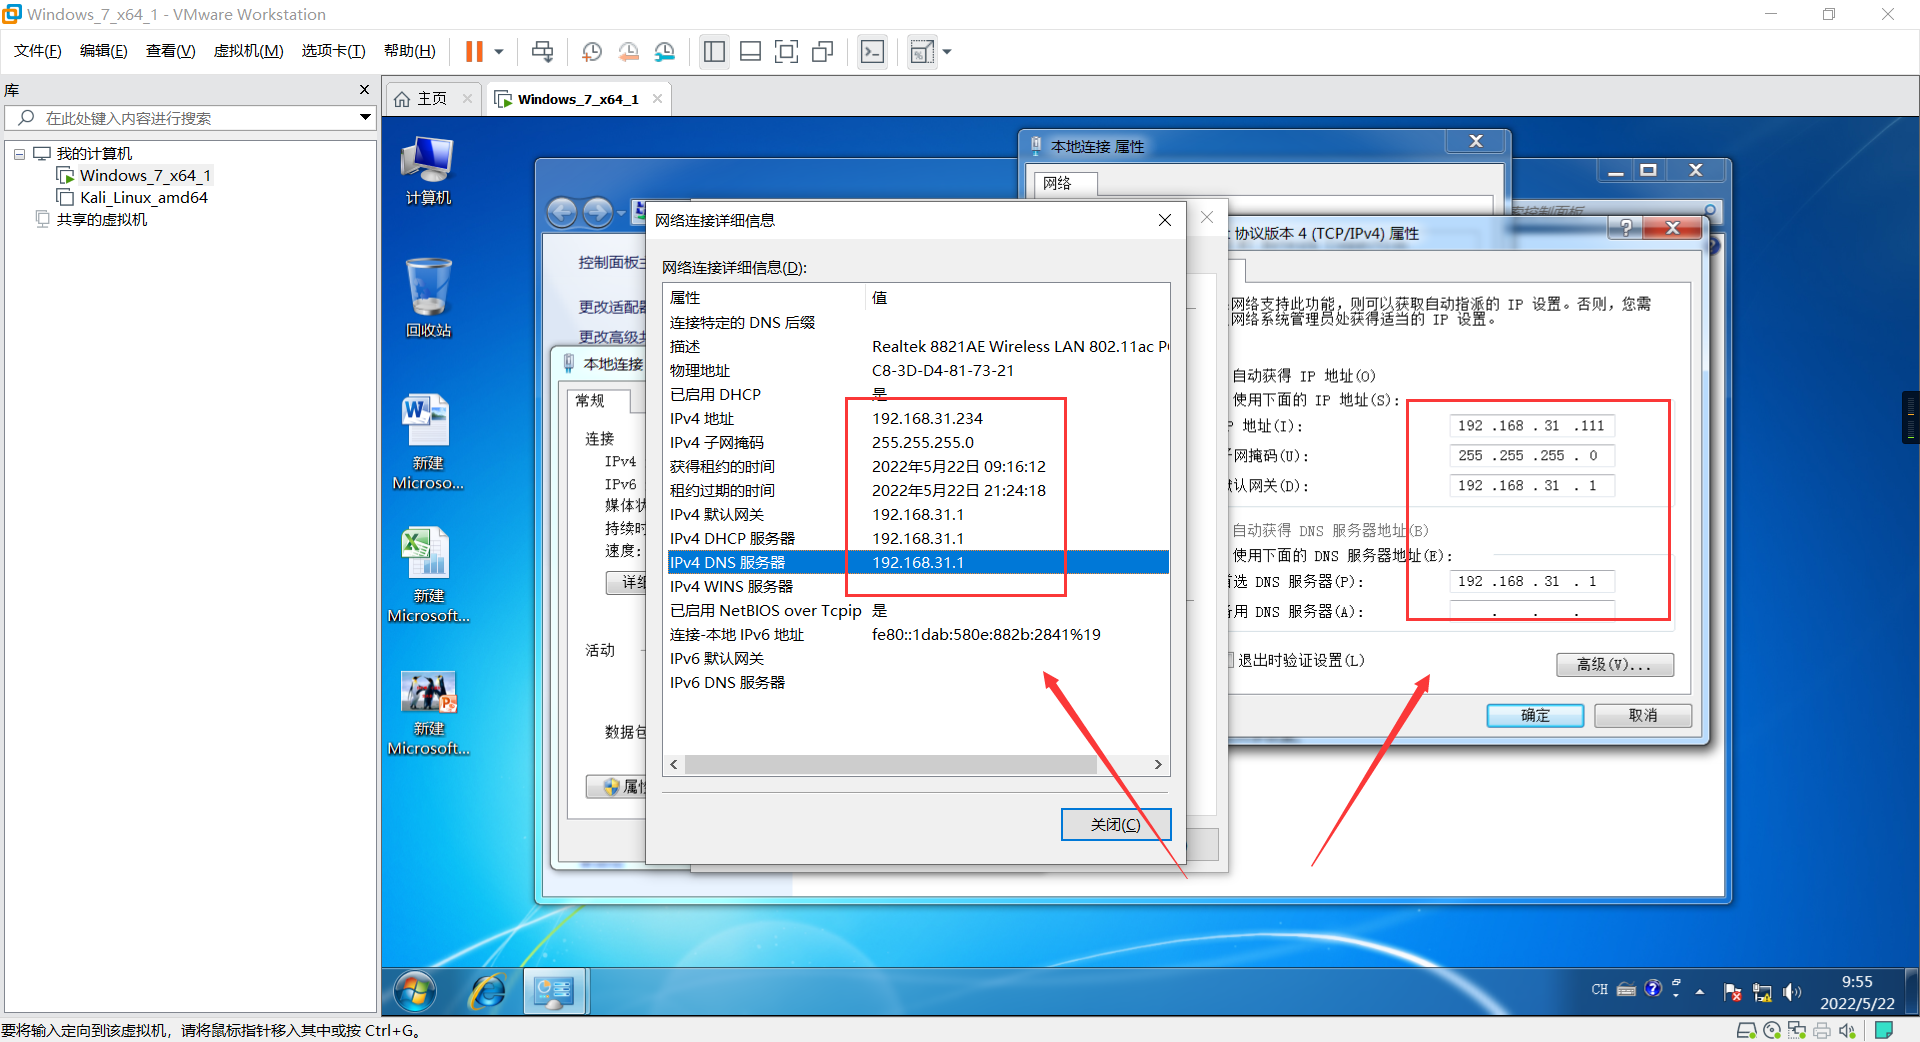 Windows_7_x64_1 - VMware Workstation
文件(F) 编辑(E) 查看(V) 虚拟机(M) 选项卡(T) 帮助(H)
库
在此处键入内容进行搜索
我的计算机
Windows_7_x64_1
Kali_Linux_amd64
共享的虚拟机
主页
Windows_7_x64_1
计算机
回收站
新建
Microso...
新建
Microsoft...
新建
Microsoft...
本地连接 属性
网络
控制面板
更改适配
更改高级
本地连接
常规
连接
IPv4
IPv6
媒体状
持续时
速度:
详细
活动
数据包
属性
网络连接详细信息
网络连接详细信息(D):
属性 值
连接特定的 DNS 后缀
描述 Realtek 8821AE Wireless LAN 802.11ac P
物理地址 C8-3D-D4-81-73-21
已启用 DHCP 是
IPv4 地址 192.168.31.234
IPv4 子网掩码 255.255.255.0
获得租约的时间 2022年5月22日 09:16:12
租约过期的时间 2022年5月22日 21:24:18
IPv4 默认网关 192.168.31.1
IPv4 DHCP 服务器 192.168.31.1
IPv4 DNS 服务器 192.168.31.1
IPv4 WINS 服务器
已启用 NetBIOS over Tcpip 是
连接-本地 IPv6 地址 fe80::1dab:580e:882b:2841%19
IPv6 默认网关
IPv6 DNS 服务器
关闭(C)
协议版本 4 (TCP/IPv4) 属性
网络支持此功能，则可以获取自动指派的 IP 设置。否则，您需
网络系统管理员处获得适当的 IP 设置。
自动获得 IP 地址(O)
使用下面的 IP 地址(S):
地址(I): 192 .168 . 31 .111
网掩码(U): 255 .255 .255 . 0
认网关(D): 192 .168 . 31 . 1
自动获得 DNS 服务器地址(B)
使用下面的 DNS 服务器地址(E):
选 DNS 服务器(P): 192 .168 . 31 . 1
用 DNS 服务器(A): . . .
退出时验证设置(L)
高级(V)...
确定 取消
CH
9:55
2022/5/22
要将输入定向到该虚拟机，请将鼠标指针移入其中或按 Ctrl+G。